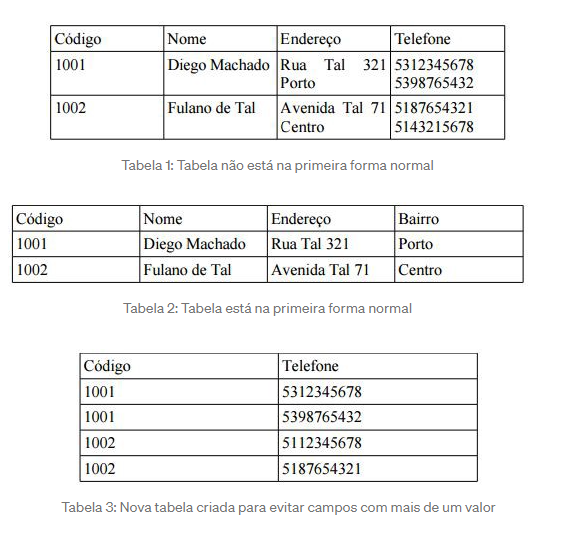 Código Nome Endereço Telefone
1001 Diego Machado Rua Tal 321 5312345678
Porto 5398765432
1002 Fulano de Tal Avenida Tal 71 5187654321
Centro 5143215678
Tabela 1: Tabela não está na primeira forma normal
Código Nome Endereço Bairro
1001 Diego Machado Rua Tal 321 Porto
1002 Fulano de Tal Avenida Tal 71 Centro
Tabela 2: Tabela está na primeira forma normal
Código Telefone
1001 5312345678
1001 5398765432
1002 5112345678
1002 5187654321
Tabela 3: Nova tabela criada para evitar campos com mais de um valor